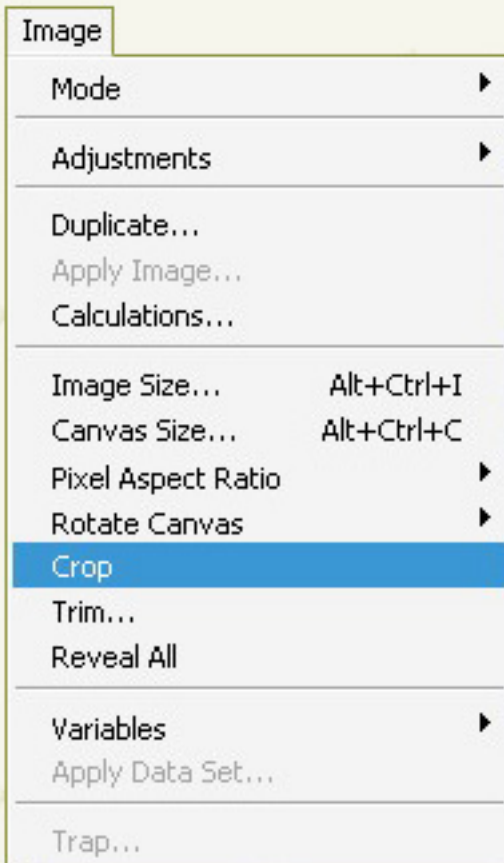 Image
Mode
Adjustments
Duplicate...
Apply Image...
Calculations...
Image Size... Alt+Ctrl+I
Canvas Size... Alt+Ctrl+C
Pixel Aspect Ratio
Rotate Canvas
Crop
Trim...
Reveal All
Variables
Apply Data Set...
Trap...